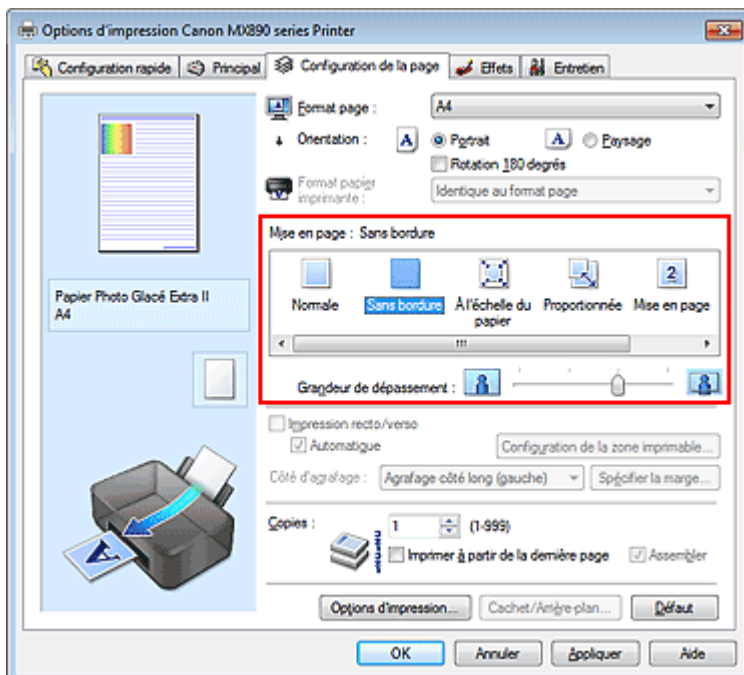 Options d'impression Canon MX890 series Printer
Configuration rapide Principal Configuration de la page Effets Entretien
Format page : A4
Orientation : A Portrait A Paysage
Rotation 180 degrés
Format papier imprimante : Identique au format page
Mise en page : Sans bordure
Normale Sans bordure À l'échelle du papier Proportionnée Mise en page
2
Papier Photo Glacé Extra II
A4
Grandeur de dépassement :
Impression recto/verso
Automatique Configuration de la zone imprimable...
Côté d'agrafage : Agrafage côté long (gauche) Spécifier la marge...
Copies : 1 (1-999)
Imprimer à partir de la dernière page Assembler
Options d'impression... Cachet/Arrière-plan... Défaut
OK Annuler Appliquer Aide